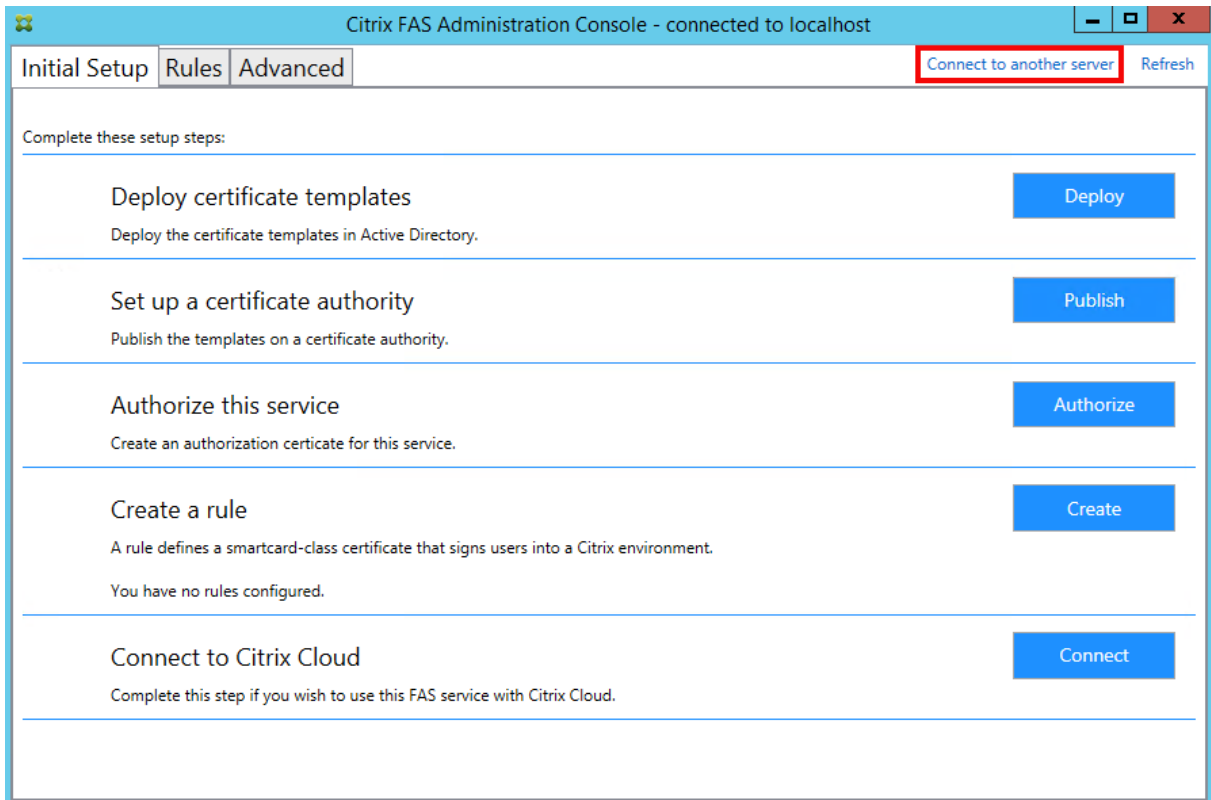 Citrix FAS Administration Console - connected to localhost
Initial Setup Rules Advanced Connect to another server Refresh
Complete these setup steps:
Deploy certificate templates
Deploy
Deploy the certificate templates in Active Directory.
Set up a certificate authority
Publish
Publish the templates on a certificate authority.
Authorize this service
Authorize
Create an authorization certicate for this service.
Create a rule
Create
A rule defines a smartcard-class certificate that signs users into a Citrix environment.
You have no rules configured.
Connect to Citrix Cloud
Connect
Complete this step if you wish to use this FAS service with Citrix Cloud.